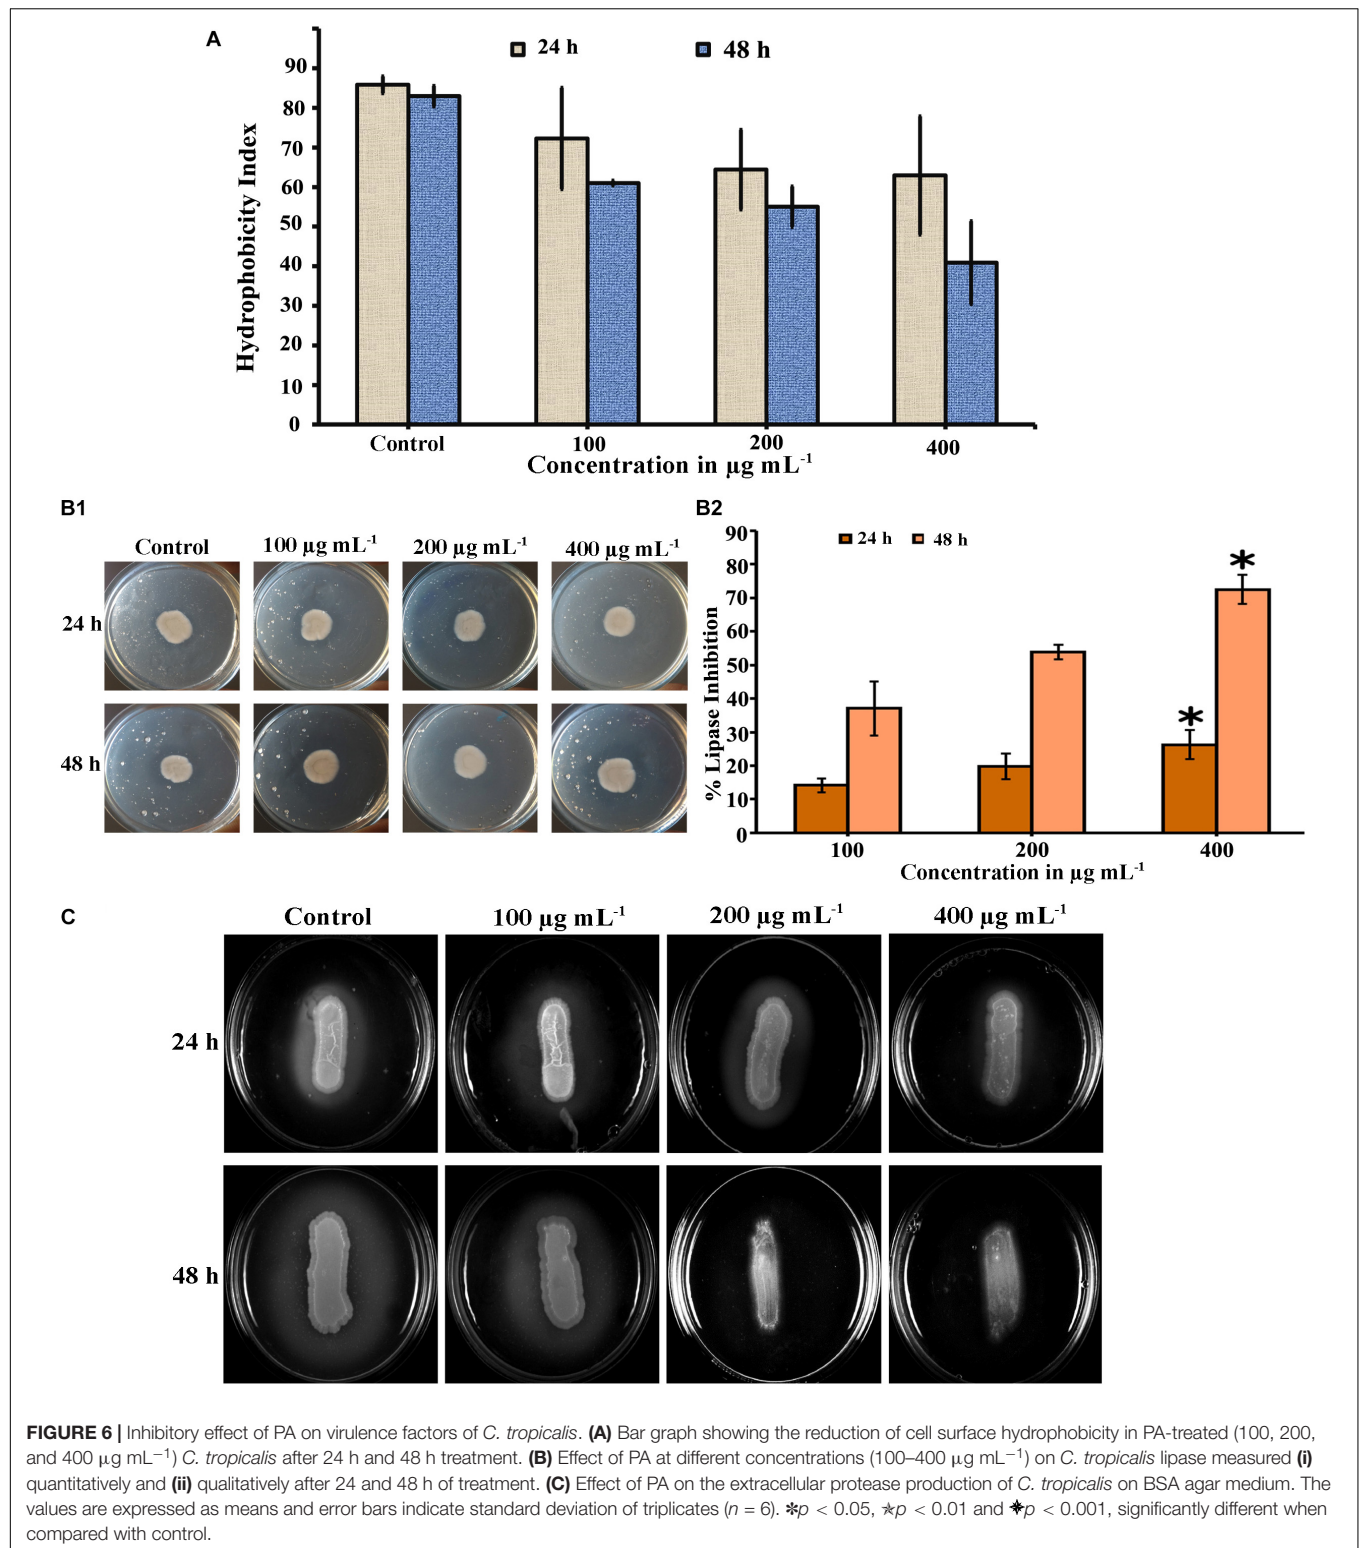 A
24 h
48 h
90
80
70
60
50
40
30
20
10
0
Hydrophobicity Index
Control 100 200 400
Concentration in µg mL⁻¹
B1
Control 100 µg mL⁻¹ 200 µg mL⁻¹ 400 µg mL⁻¹
24 h
48 h
B2
90
80
70
60
50
40
30
20
10
0
% Lipase Inhibition
24 h 48 h
*
*
100 200 400
Concentration in µg mL⁻¹
C
Control 100 µg mL⁻¹ 200 µg mL⁻¹ 400 µg mL⁻¹
24 h
48 h
FIGURE 6 | Inhibitory effect of PA on virulence factors of C. tropicalis. (A) Bar graph showing the reduction of cell surface hydrophobicity in PA-treated (100, 200,
and 400 µg mL−1) C. tropicalis after 24 h and 48 h treatment. (B) Effect of PA at different concentrations (100–400 µg mL−1) on C. tropicalis lipase measured (i)
quantitatively and (ii) qualitatively after 24 and 48 h of treatment. (C) Effect of PA on the extracellular protease production of C. tropicalis on BSA agar medium. The
values are expressed as means and error bars indicate standard deviation of triplicates (n = 6). ✻p < 0.05, ✯p < 0.01 and ✦p < 0.001, significantly different when
compared with control.